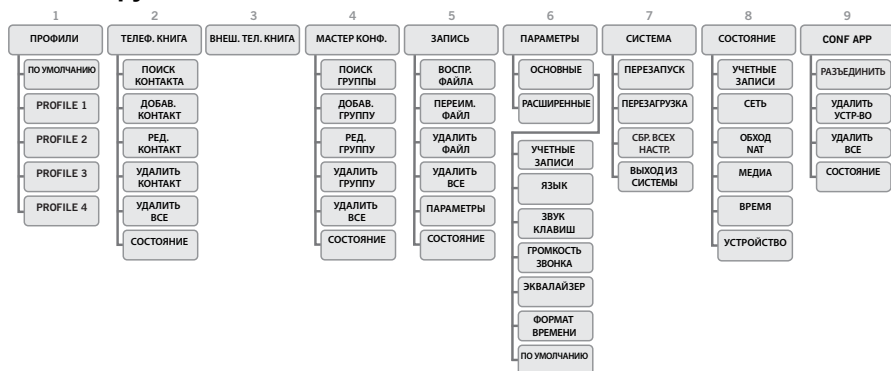 1
2
3
4
5
6
7
8
9
ПРОФИЛИ
ТЕЛЕФ. КНИГА
ВНЕШ. ТЕЛ. КНИГА
МАСТЕР КОНФ.
ЗАПИСЬ
ПАРАМЕТРЫ
СИСТЕМА
СОСТОЯНИЕ
CONF APP
ПО УМОЛЧАНИЮ
PROFILE 1
PROFILE 2
PROFILE 3
PROFILE 4
ПОИСК
КОНТАКТА
ДОБАВ.
КОНТАКТ
РЕД.
КОНТАКТ
УДАЛИТЬ
КОНТАКТ
УДАЛИТЬ
ВСЕ
СОСТОЯНИЕ
ПОИСК
ГРУППЫ
ДОБАВ.
ГРУППУ
РЕД.
ГРУППУ
УДАЛИТЬ
ГРУППУ
УДАЛИТЬ
ВСЕ
СОСТОЯНИЕ
ВОСПР.
ФАЙЛА
ПЕРЕИМ.
ФАЙЛ
УДАЛИТЬ
ФАЙЛ
УДАЛИТЬ
ВСЕ
ПАРАМЕТРЫ
СОСТОЯНИЕ
ОСНОВНЫЕ
РАСШИРЕННЫЕ
УЧЕТНЫЕ
ЗАПИСИ
ЯЗЫК
ЗВУК
КЛАВИШ
ГРОМКОСТЬ
ЗВОНКА
ЭКВАЛАЙЗЕР
ФОРМАТ
ВРЕМЕНИ
ПО УМОЛЧАНИЮ
ПЕРЕЗАПУСК
ПЕРЕЗАГРУЗКА
СБР. ВСЕХ
НАСТР.
ВЫХОД ИЗ
СИСТЕМЫ
УЧЕТНЫЕ
ЗАПИСИ
СЕТЬ
ОБХОД
NAT
МЕДИА
ВРЕМЯ
УСТРОЙСТВО
РАЗЪЕДИНИТЬ
УДАЛИТЬ
УСТР-ВО
УДАЛИТЬ
ВСЕ
СОСТОЯНИЕ